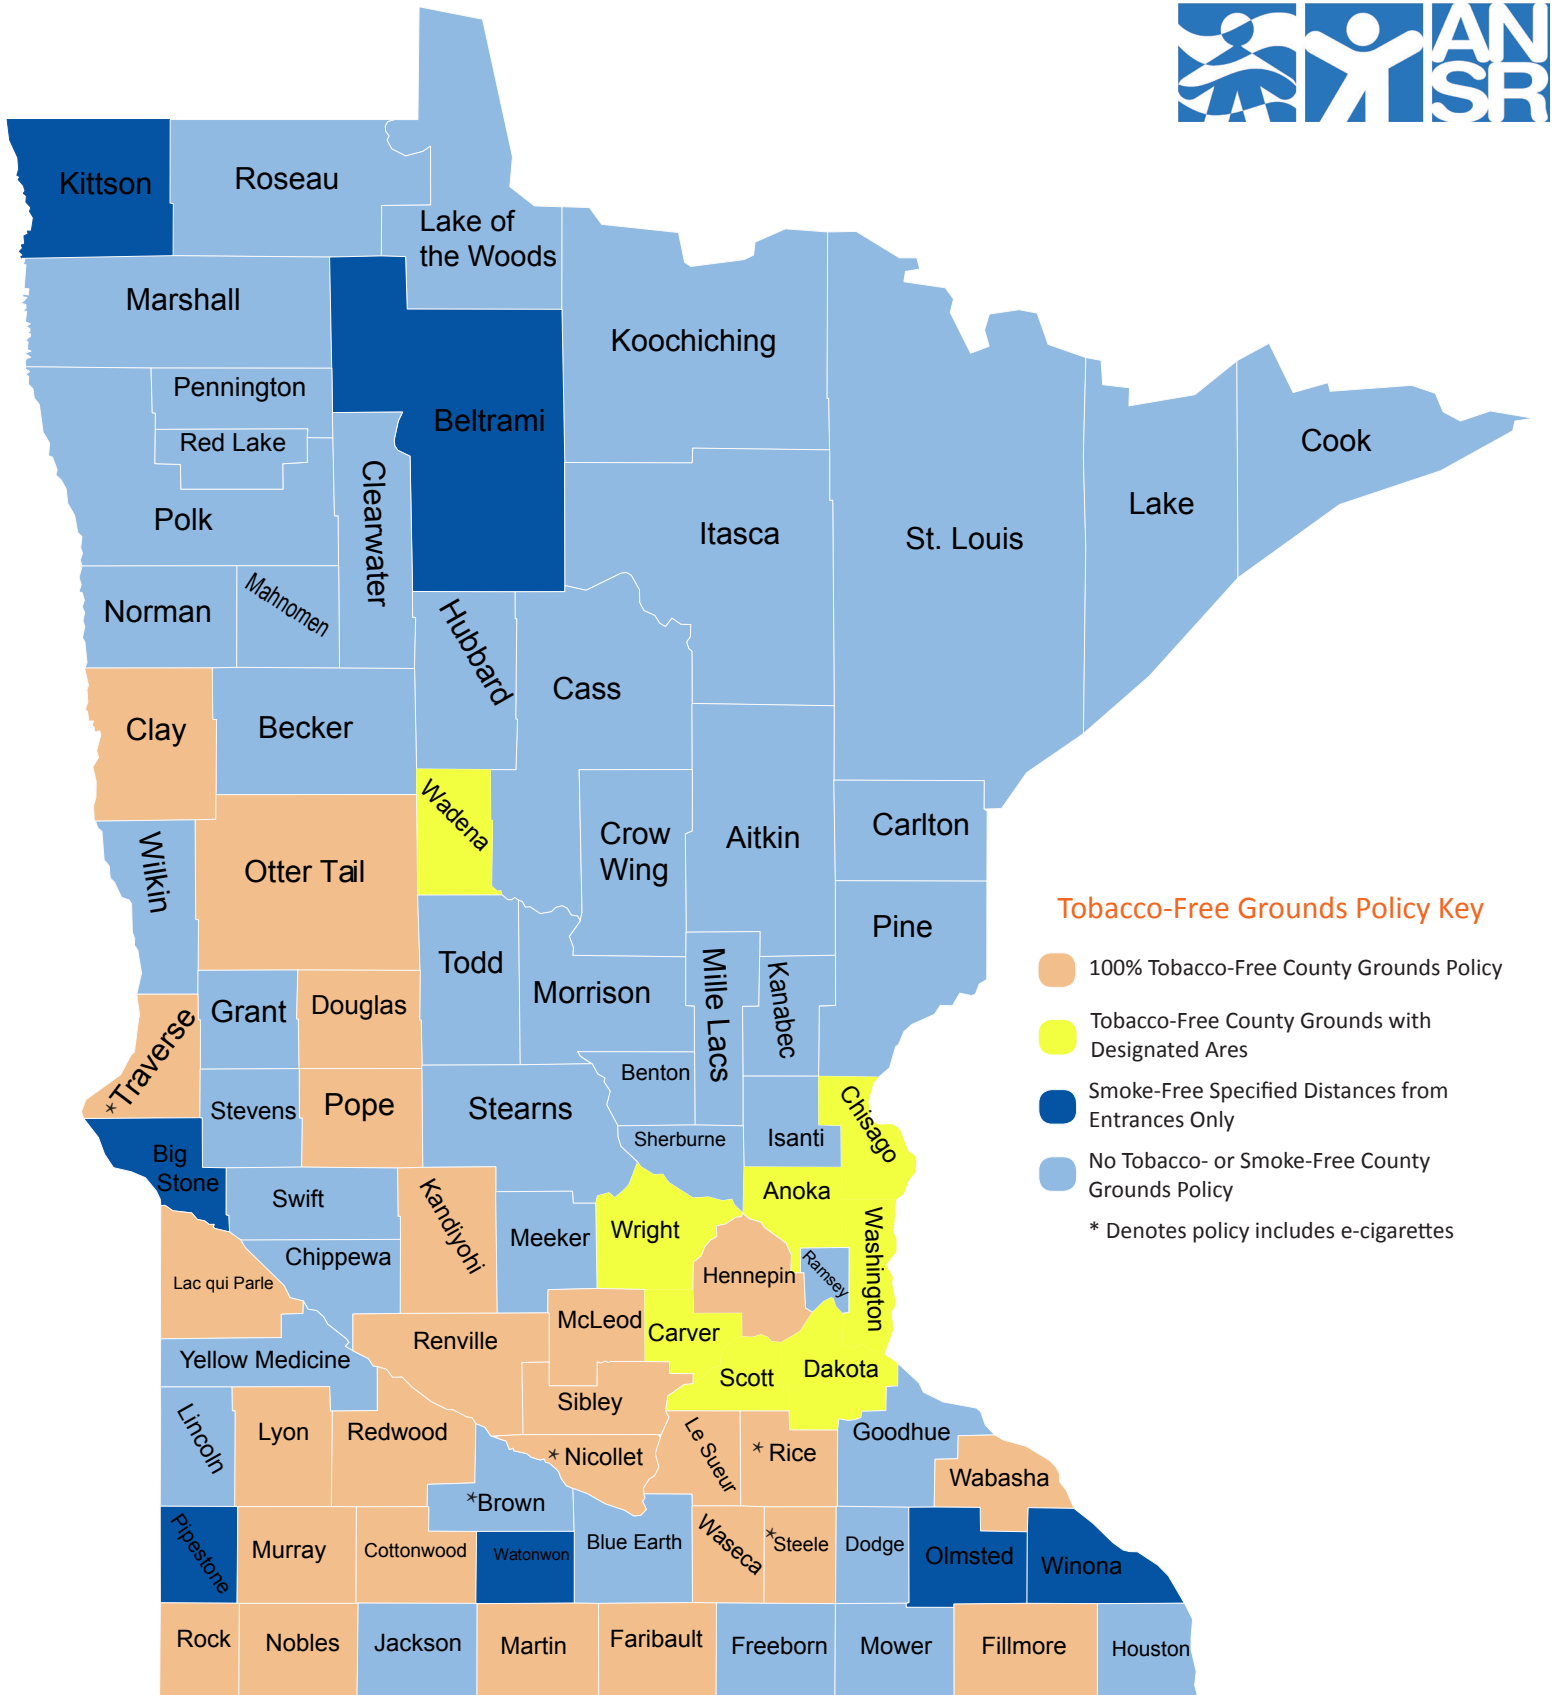 AN
SR
Kittson
Roseau
Lake of
the Woods
Marshall
Koochiching
Pennington
Beltrami
Red Lake
Cook
Clearwater
Lake
Polk
Itasca
St. Louis
Norman
Mahnomen
Hubbard
Cass
Clay
Becker
Wadena
Crow
Wing
Aitkin
Carlton
Wilkin
Otter Tail
Pine
Tobacco-Free Grounds Policy Key
100% Tobacco-Free County Grounds Policy
Tobacco-Free County Grounds with
Designated Ares
Smoke-Free Specified Distances from
Entrances Only
No Tobacco- or Smoke-Free County
Grounds Policy
* Denotes policy includes e-cigarettes
Todd
Morrison
Mille Lacs
Kanabec
Grant
Douglas
*Traverse
Benton
Stevens
Pope
Stearns
Chisago
Sherburne
Isanti
Big
Stone
Swift
Kandiyohi
Anoka
Wright
Meeker
Washington
Chippewa
Lac qui Parle
Hennepin
Ramsey
McLeod
Renville
Carver
Yellow Medicine
Scott
Dakota
Sibley
Lincoln
Lyon
Redwood
Le Sueur
* Rice
Goodhue
* Nicollet
Wabasha
*Brown
Pipestone
Murray
Cottonwood
Watonwon
Blue Earth
Waseca
*Steele
Dodge
Olmsted
Winona
Rock
Nobles
Jackson
Martin
Faribault
Freeborn
Mower
Fillmore
Houston